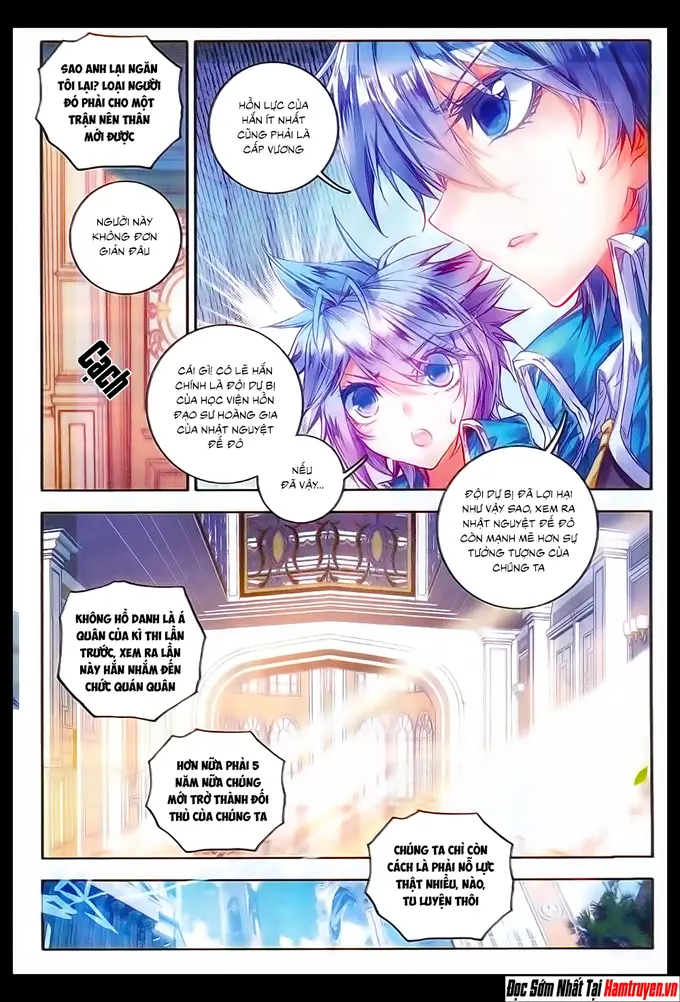 SAO ANH LẠI NGĂN
TÔI LẠI? LOẠI NGƯỜI
ĐÓ PHẢI CHO MỘT
TRẬN NÊN THÂN
MỚI ĐƯỢC
HỒN LỰC CỦA
HẮN ÍT NHẤT
CŨNG PHẢI LÀ
CẤP VƯƠNG
NGƯỜI NÀY
KHÔNG ĐƠN
GIẢN ĐÂU
CẠCH
CÁI GÌ! CÓ LẼ HẮN
CHÍNH LÀ ĐỘI DỰ BỊ
CỦA HỌC VIỆN HỒN
ĐẠO SƯ HOÀNG GIA
CỦA NHẬT NGUYỆT
ĐẾ ĐÔ
NẾU
ĐÃ VẬY...
ĐỘI DỰ BỊ ĐÃ LỢI HẠI
NHƯ VẬY SAO, XEM RA
NHẬT NGUYỆT ĐẾ ĐÔ
CÒN MẠNH MẼ HƠN SỰ
TƯỞNG TƯỢNG CỦA
CHÚNG TA
KHÔNG HỔ DANH LÀ Á
QUÂN CỦA KÌ THI LẦN
TRƯỚC, XEM RA LẦN
NÀY HẮN NHẮM ĐẾN
CHỨC QUÁN QUÂN
HƠN NỮA PHẢI 5
NĂM NỮA CHÚNG
MỚI TRỞ THÀNH ĐỐI
THỦ CỦA CHÚNG TA
CHÚNG TA CHỈ CÒN
CÁCH LÀ PHẢI NỖ LỰC
THẬT NHIỀU, NÀO,
TU LUYỆN THÔI
Đọc Sớm Nhất Tại Hamtruyen.vn